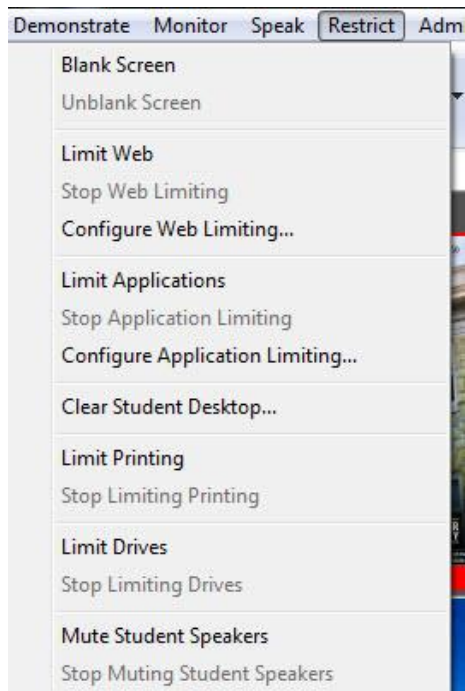 Demonstrate Monitor Speak Restrict Adm
Blank Screen
Unblank Screen
Limit Web
Stop Web Limiting
Configure Web Limiting...
Limit Applications
Stop Application Limiting
Configure Application Limiting...
Clear Student Desktop...
Limit Printing
Stop Limiting Printing
Limit Drives
Stop Limiting Drives
Mute Student Speakers
Stop Muting Student Speakers